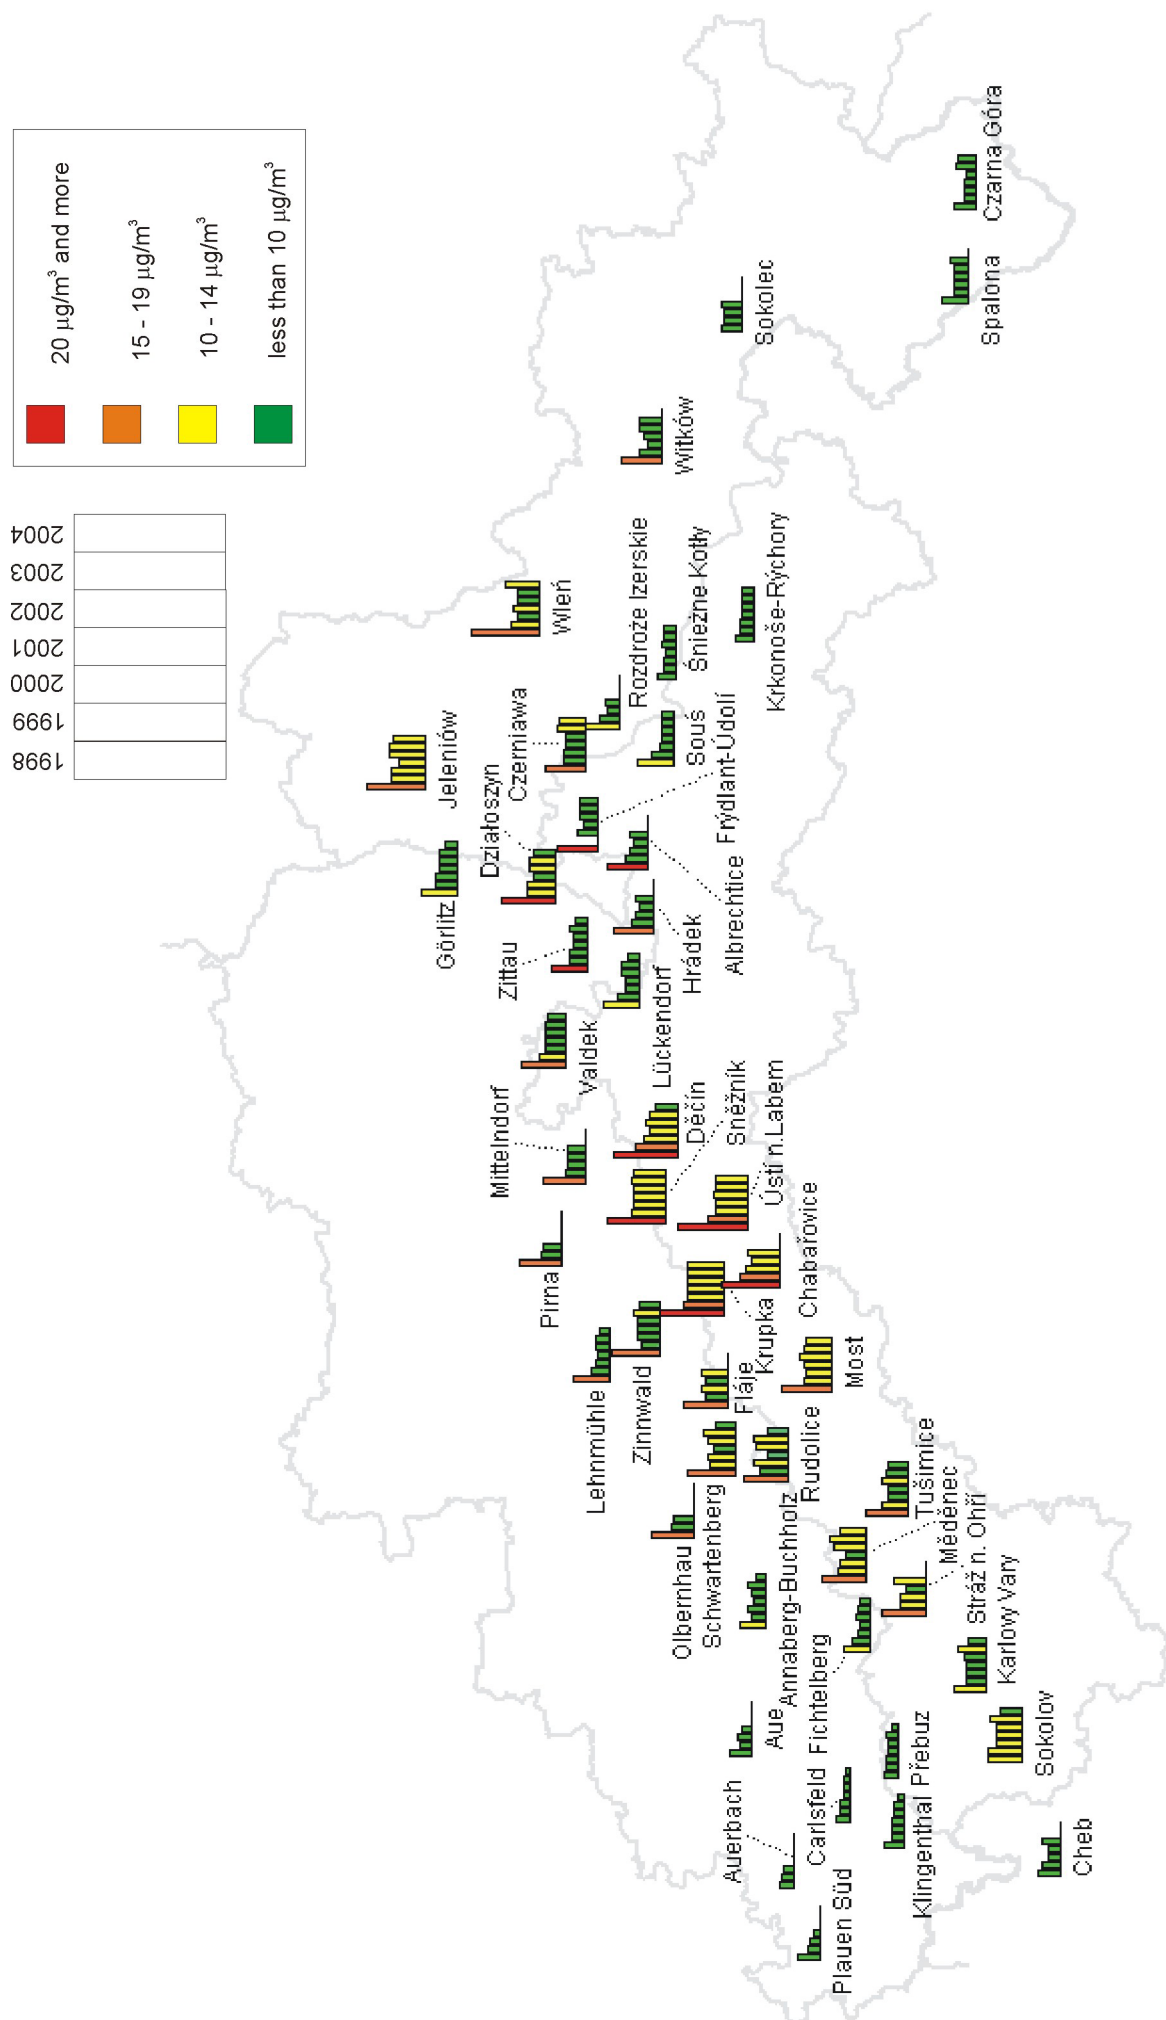 20 µg/m³ and more
15 - 19 µg/m³
10 - 14 µg/m³
less than 10 µg/m³
1998
1999
2000
2001
2002
2003
2004
Czarna Góra
Spalona
Sokolec
Witków
Wleń
Rozdroże Izerskie
Śnieżne Kotły
Krkonoše-Rýchory
Jeleniów
Czerniawa
Souš
Frýdlant-Údolí
Działoszyn
Albrechtice
Görlitz
Zittau
Hrádek
Lückendorf
Valdek
Mittelndorf
Děčín
Sněžník
Ústí n.Labem
Pirna
Chabařovice
Krupka
Lehnmühle
Zinnwald
Fláje
Most
Olbernhau
Schwartenberg
Rudolice
Annaberg-Buchholz
Tušimice
Měděnec
Stráž n. Ohří
Fichtelberg
Karlovy Vary
Aue
Auerbach
Carlsfeld
Přebuz
Sokolov
Klingenthal
Plauen Süd
Cheb